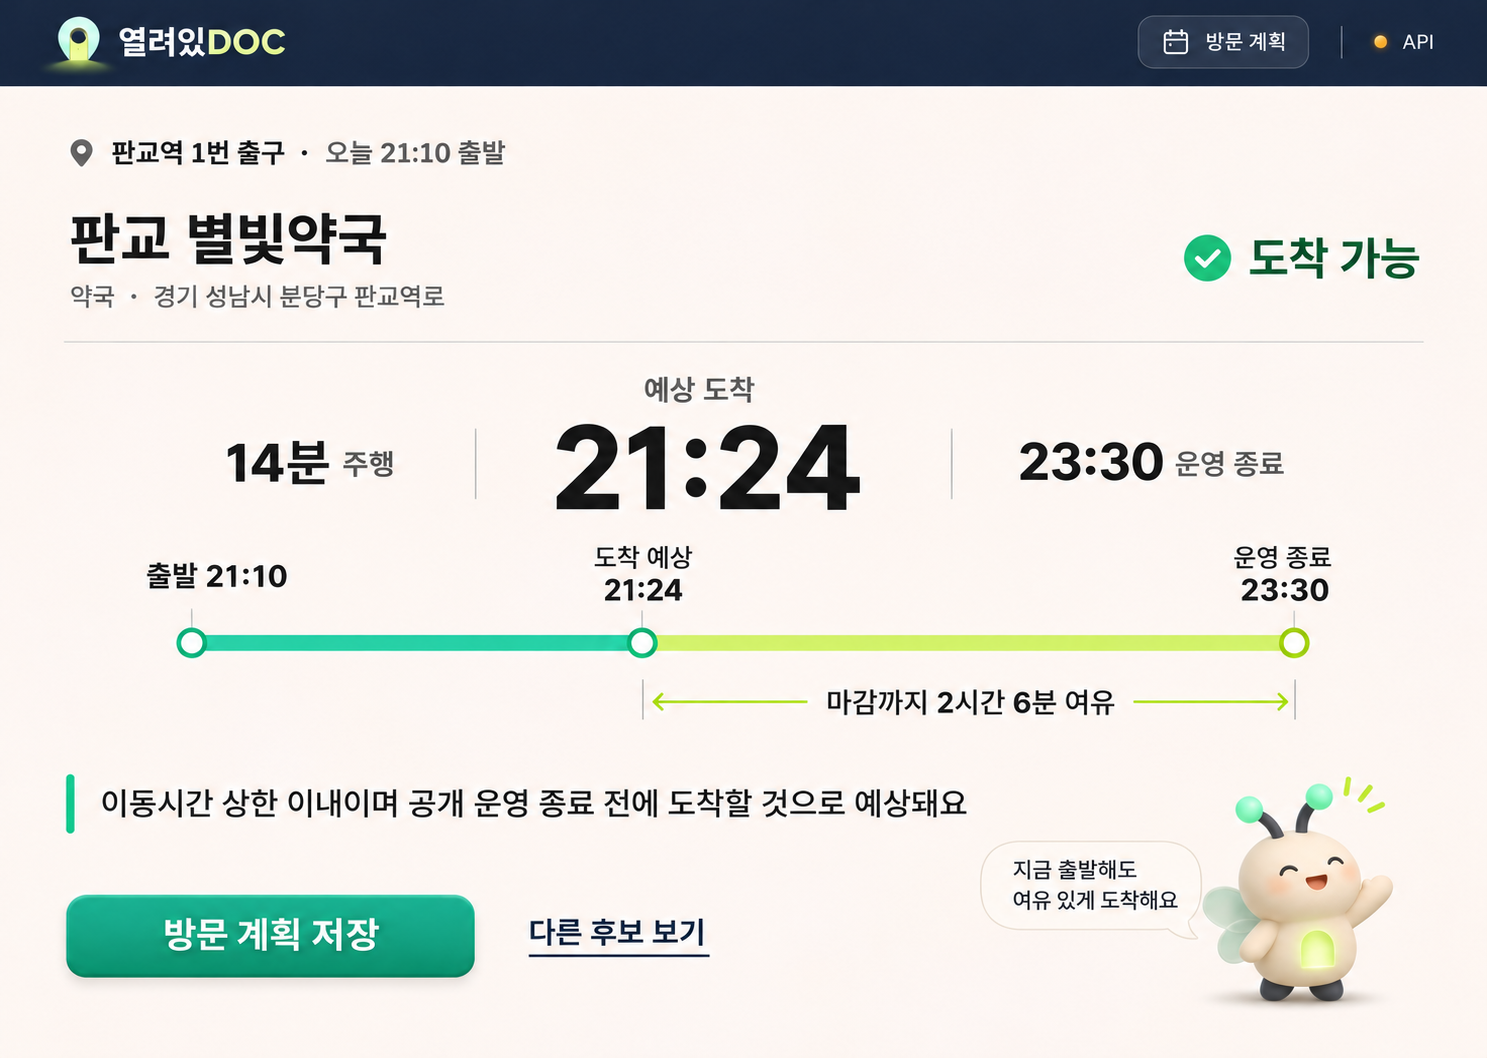 열려있DOC
방문 계획
API
판교역 1번 출구 · 오늘 21:10 출발
판교 별빛약국
약국 · 경기 성남시 분당구 판교역로
도착 가능
예상 도착
14분 주행
21:24
23:30 운영 종료
출발 21:10
도착 예상
21:24
운영 종료
23:30
마감까지 2시간 6분 여유
이동시간 상한 이내이며 공개 운영 종료 전에 도착할 것으로 예상돼요
지금 출발해도
여유 있게 도착해요
방문 계획 저장
다른 후보 보기